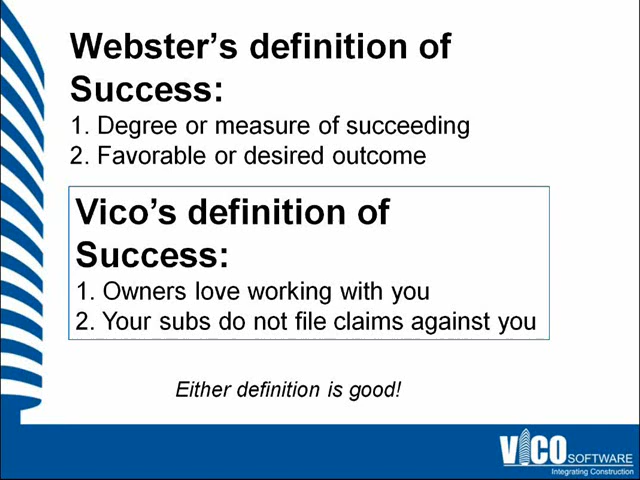 Webster’s definition of
Success:
1. Degree or measure of succeeding
2. Favorable or desired outcome
Vico’s definition of
Success:
1. Owners love working with you
2. Your subs do not file claims against you
Either definition is good!
VICO SOFTWARE
Integrating Construction